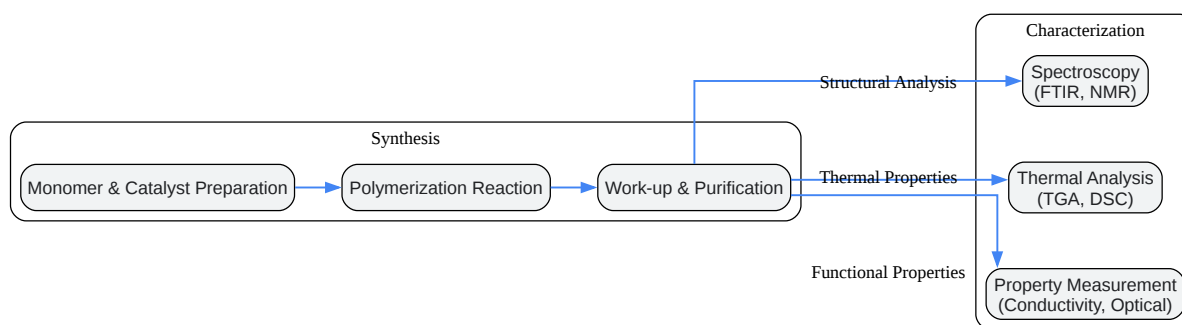 Characterization
Structural Analysis
Spectroscopy
(FTIR, NMR)
Synthesis
Monomer & Catalyst Preparation
Polymerization Reaction
Work-up & Purification
Thermal Properties
Thermal Analysis
(TGA, DSC)
Functional Properties
Property Measurement
(Conductivity, Optical)